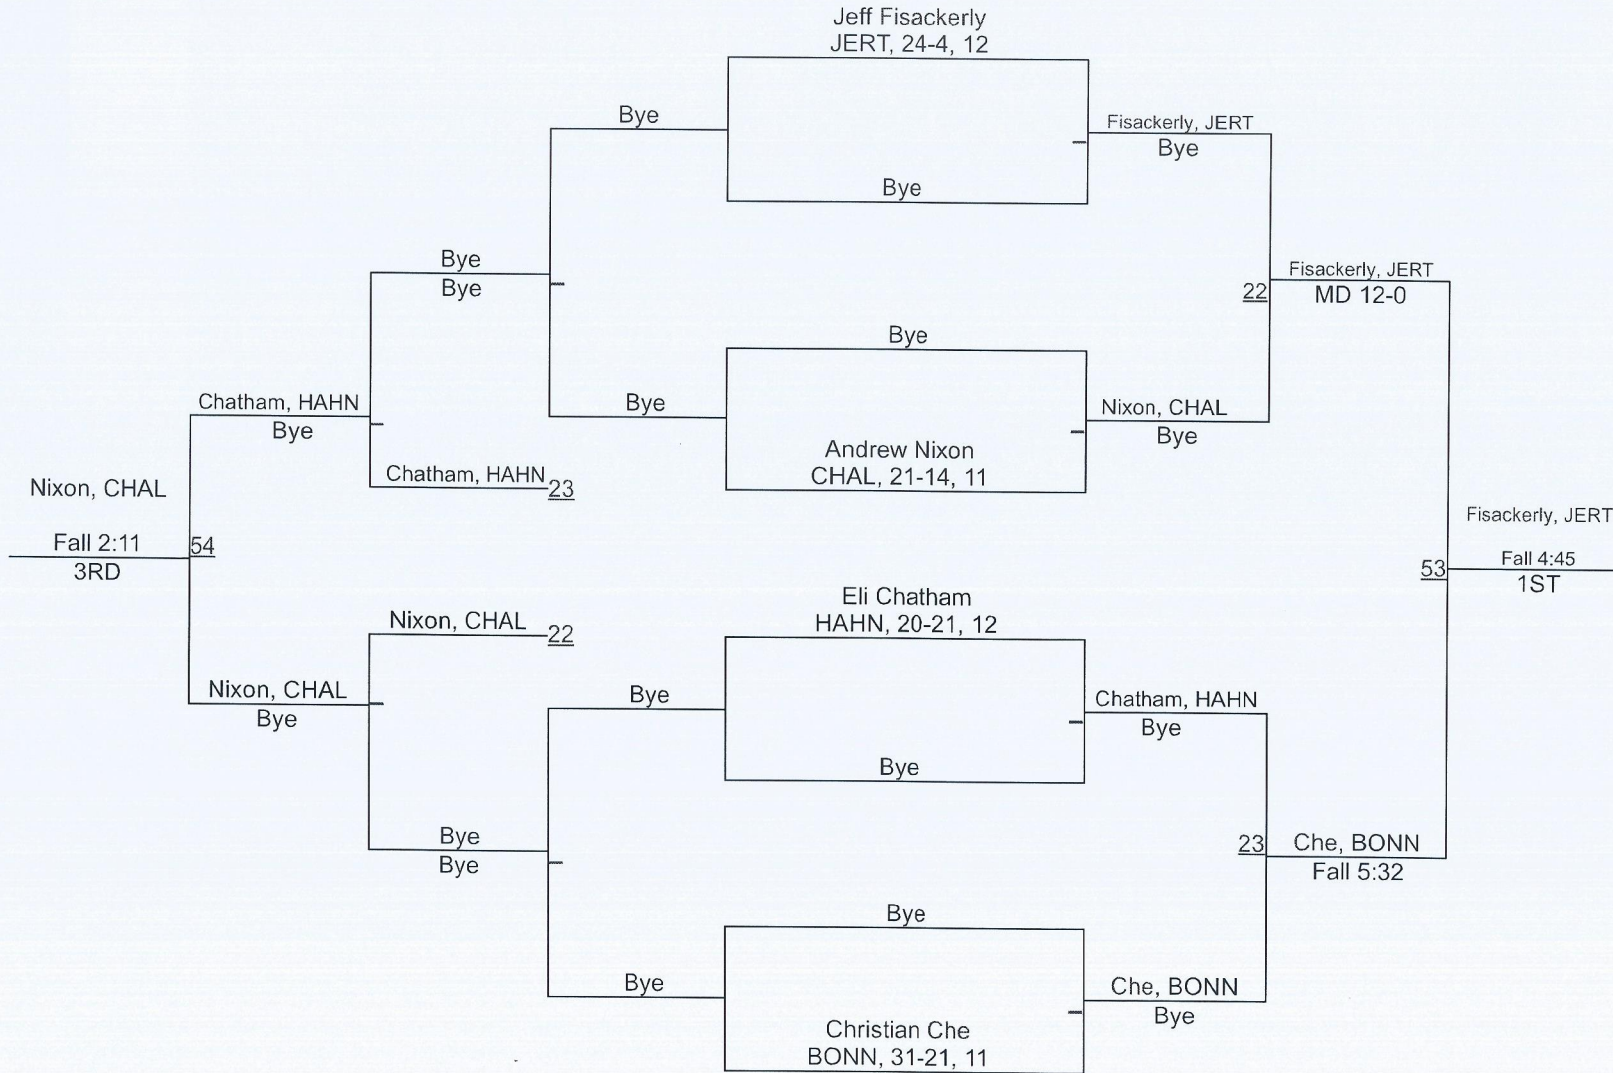 Jeff Fisackerly
JERT, 24-4, 12
Bye
Fisackerly, JERT
Bye
Bye
Bye
Bye
Fisackerly, JERT
22
MD 12-0
Bye
Chatham, HAHN
Bye
Bye
Nixon, CHAL
Bye
Andrew Nixon
CHAL, 21-14, 11
Chatham, HAHN
23
Nixon, CHAL
Fall 2:11
54
3RD
Fisackerly, JERT
Fall 4:45
53
1ST
Eli Chatham
HAHN, 20-21, 12
Nixon, CHAL
22
Nixon, CHAL
Bye
Bye
Chatham, HAHN
Bye
Bye
Bye
Bye
23
Che, BONN
Fall 5:32
Bye
Bye
Che, BONN
Bye
Christian Che
BONN, 31-21, 11